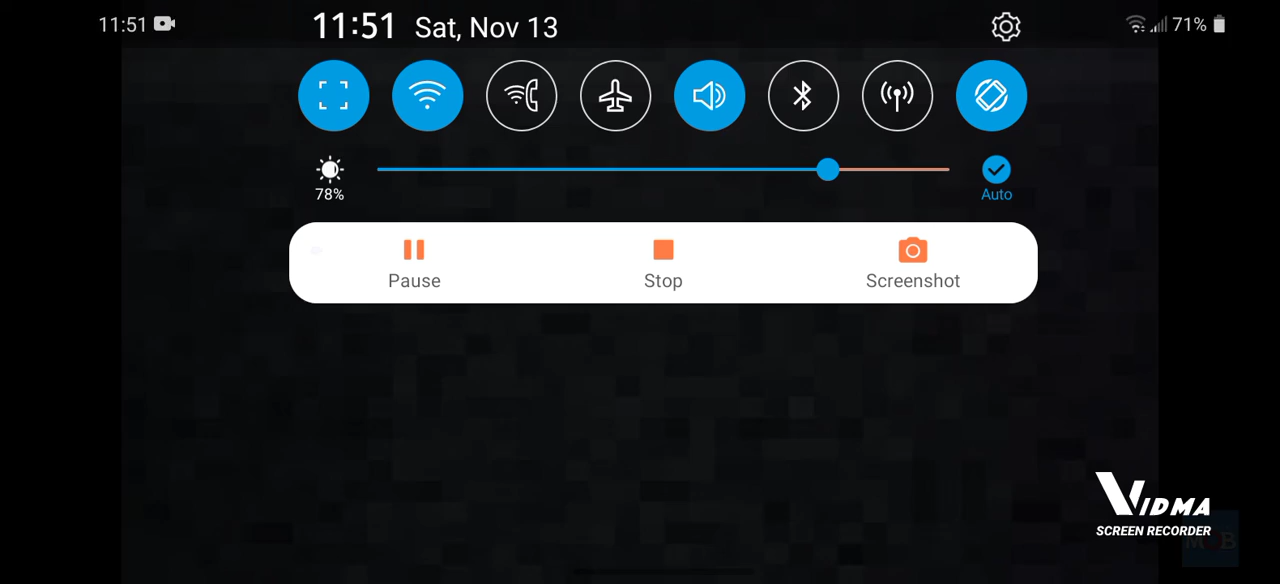 11:51
11:51 Sat, Nov 13
71%
78%
Auto
Pause
Stop
Screenshot
VIDMA
SCREEN RECORDER